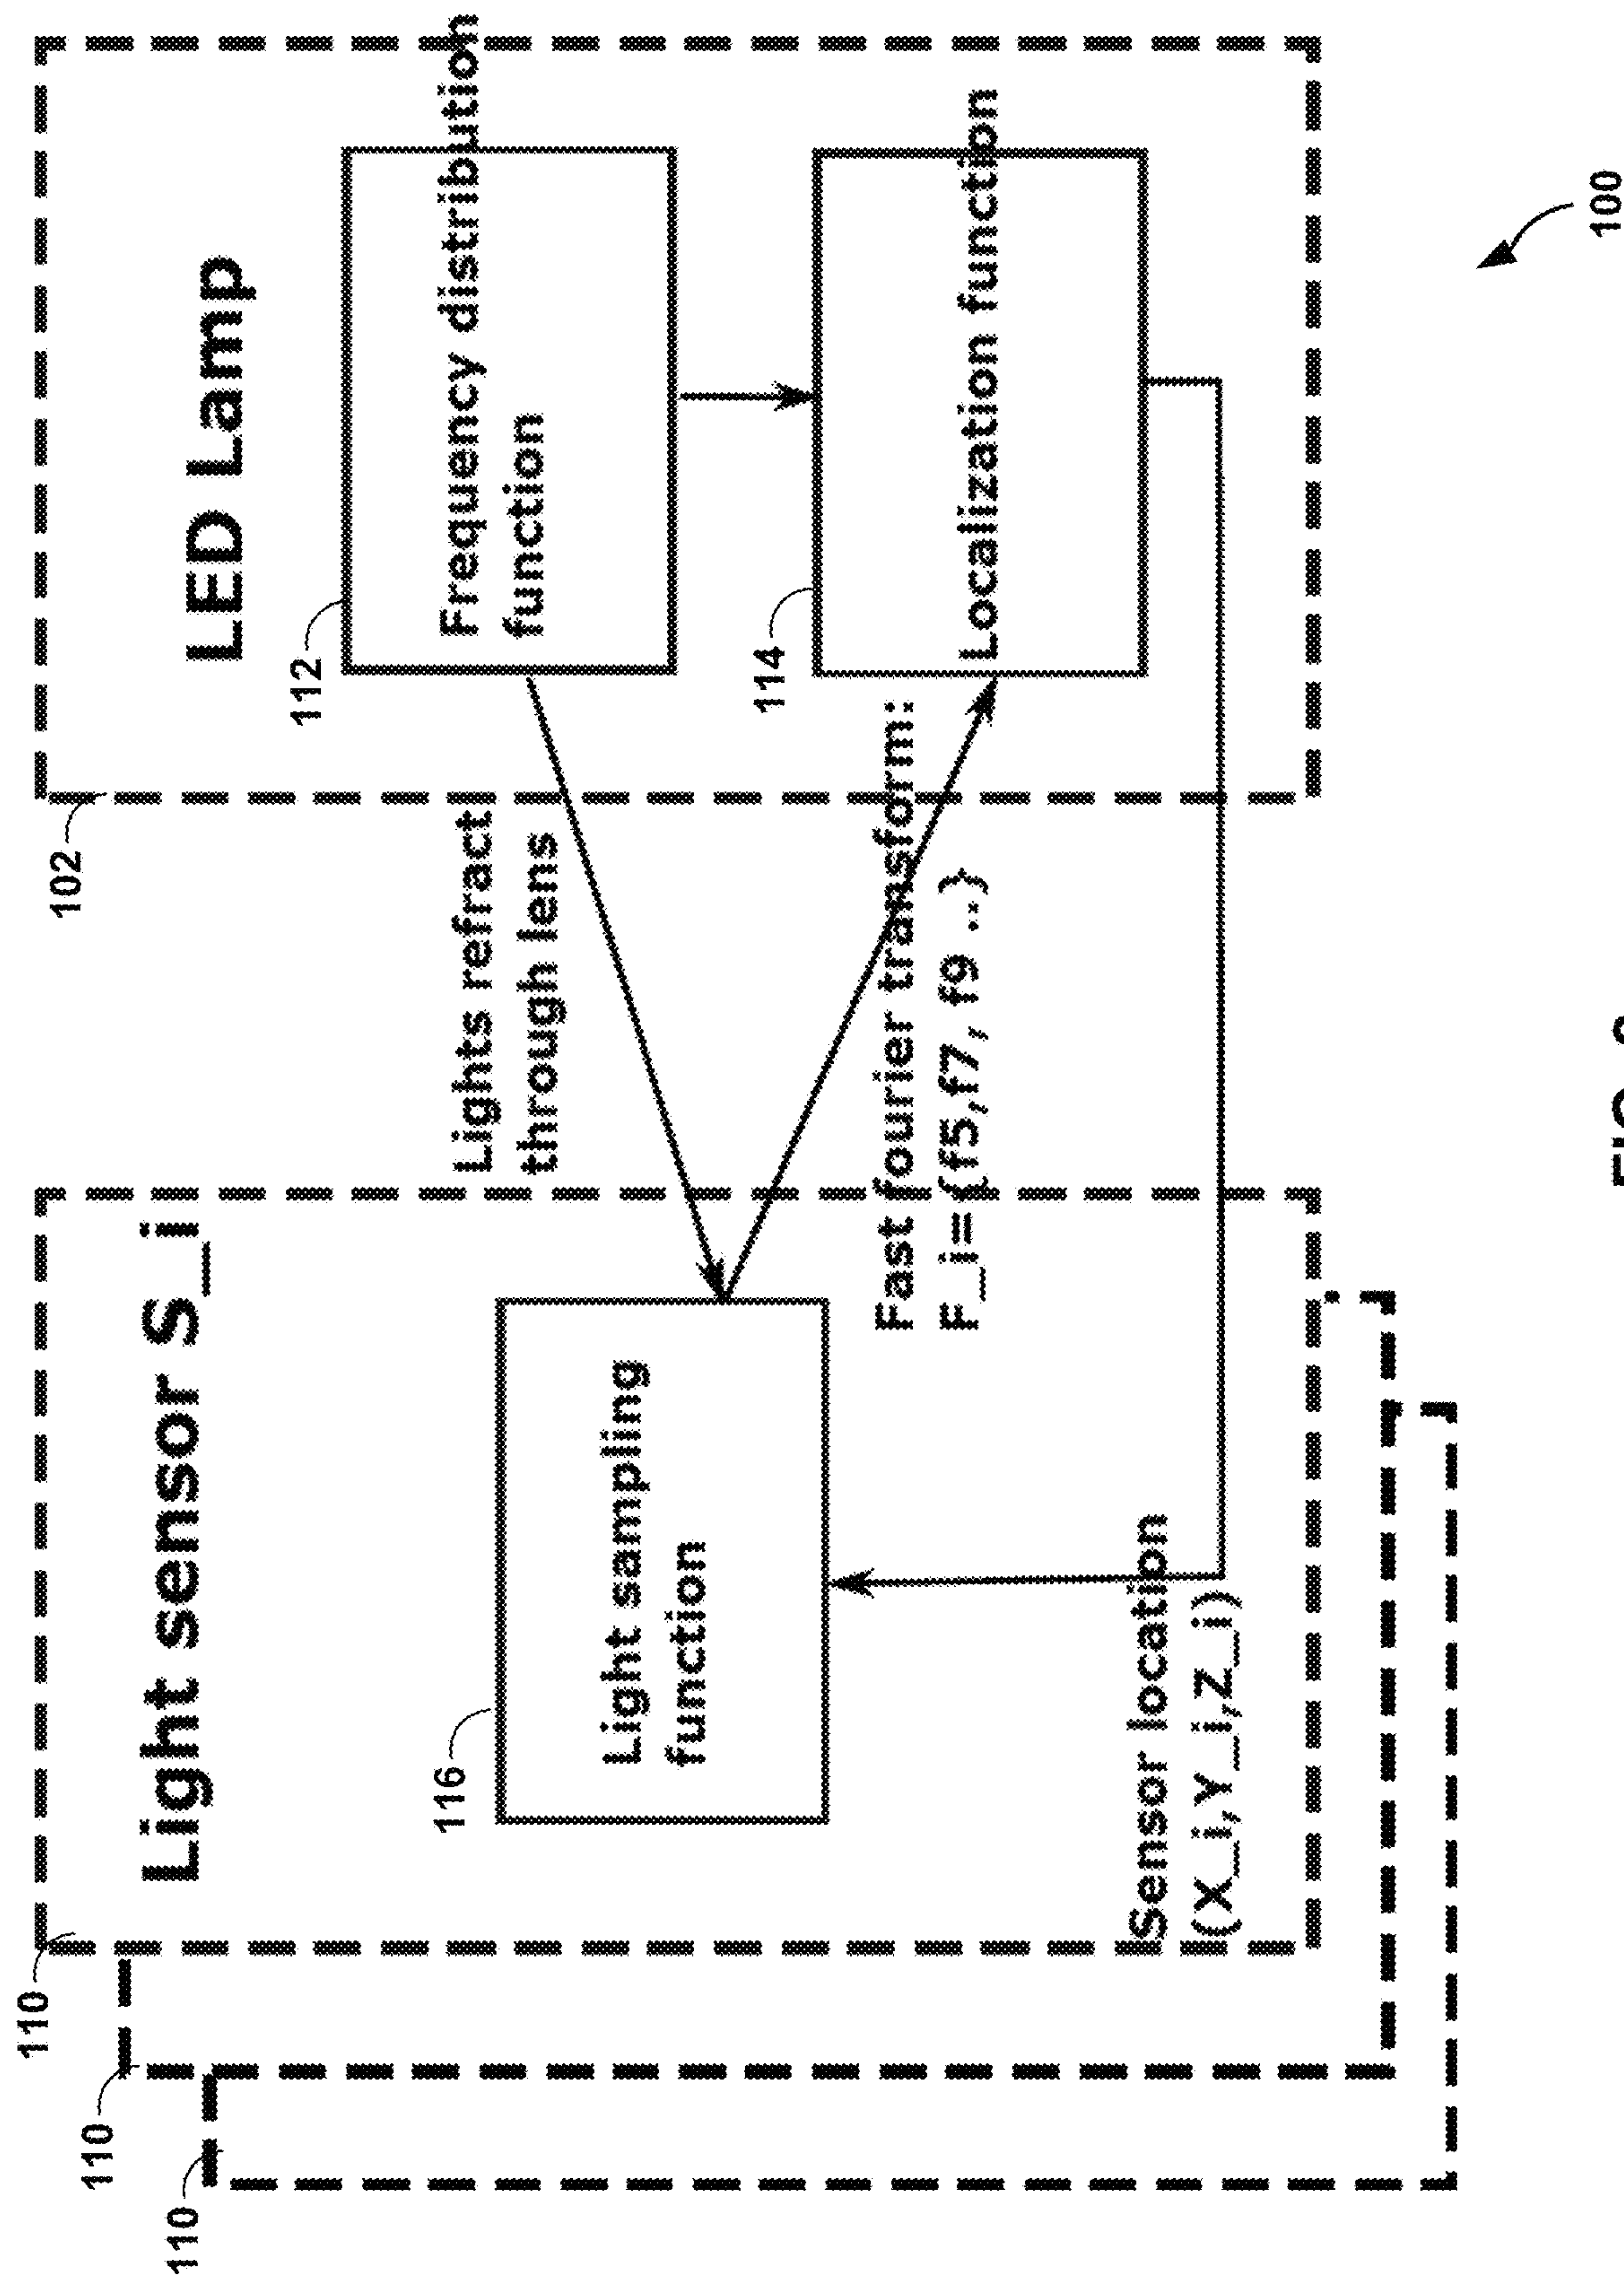 110
110
110
Light sensor S_i
116
Light sampling
function
Sensor location
(X_i,Y_i,Z_i)
Lights refract
through lens
Fast fourier transform:
F_i={f5,f7, f9 ..}
102
LED Lamp
112
Frequency distribution
function
114
Localization function
100